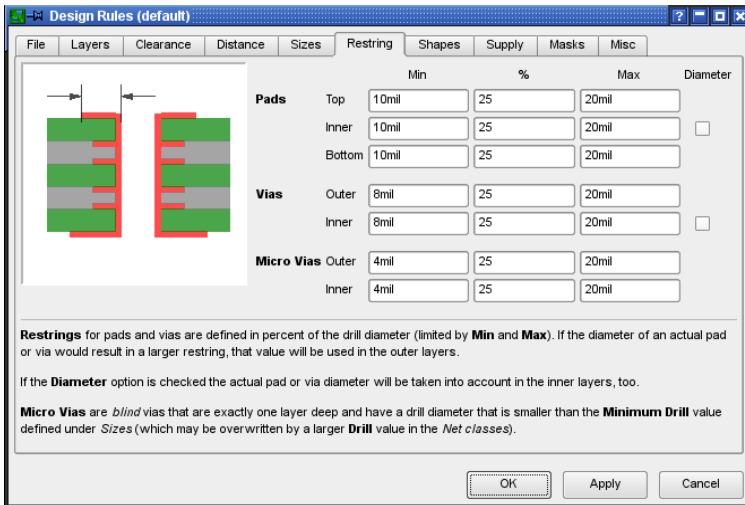 Design Rules (default)
File Layers Clearance Distance Sizes Restring Shapes Supply Masks Misc
Min % Max Diameter
Pads Top 10mil 25 20mil
Inner 10mil 25 20mil
Bottom 10mil 25 20mil
Vias Outer 8mil 25 20mil
Inner 8mil 25 20mil
Micro Vias Outer 4mil 25 20mil
Inner 4mil 25 20mil
Restrings for pads and vias are defined in percent of the drill diameter (limited by Min and Max). If the diameter of an actual pad
or via would result in a larger restring, that value will be used in the outer layers.
If the Diameter option is checked the actual pad or via diameter will be taken into account in the inner layers, too.
Micro Vias are blind vias that are exactly one layer deep and have a drill diameter that is smaller than the Minimum Drill value
defined under Sizes (which may be overwritten by a larger Drill value in the Net classes).
OK Apply Cancel